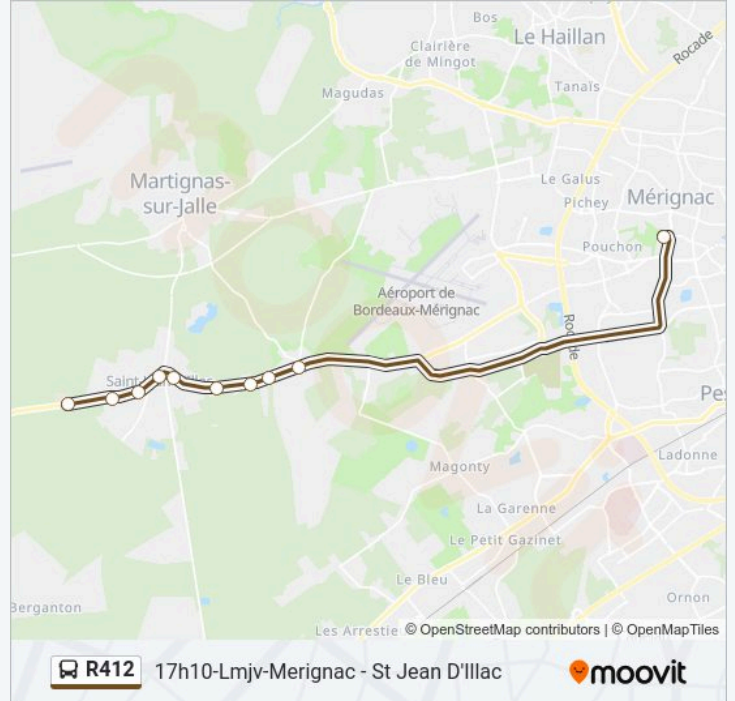 Bos
Le Haillan
Clairière
de Mingot
Rocade
Magudas
Tanaïs
Martignas-
sur-Jalle
Le Galus
Pichey
Mérignac
Pouchon
Aéroport de
Bordeaux-Mérignac
Rocade
Pes
Ladonne
Magonty
La Garenne
Le Petit Gazinet
Le Bleu
Ornon
Berganton
Les Arrestie
© OpenStreetMap contributors | © OpenMapTiles
R412 17h10-Lmjv-Merignac - St Jean D'Illac
moovit